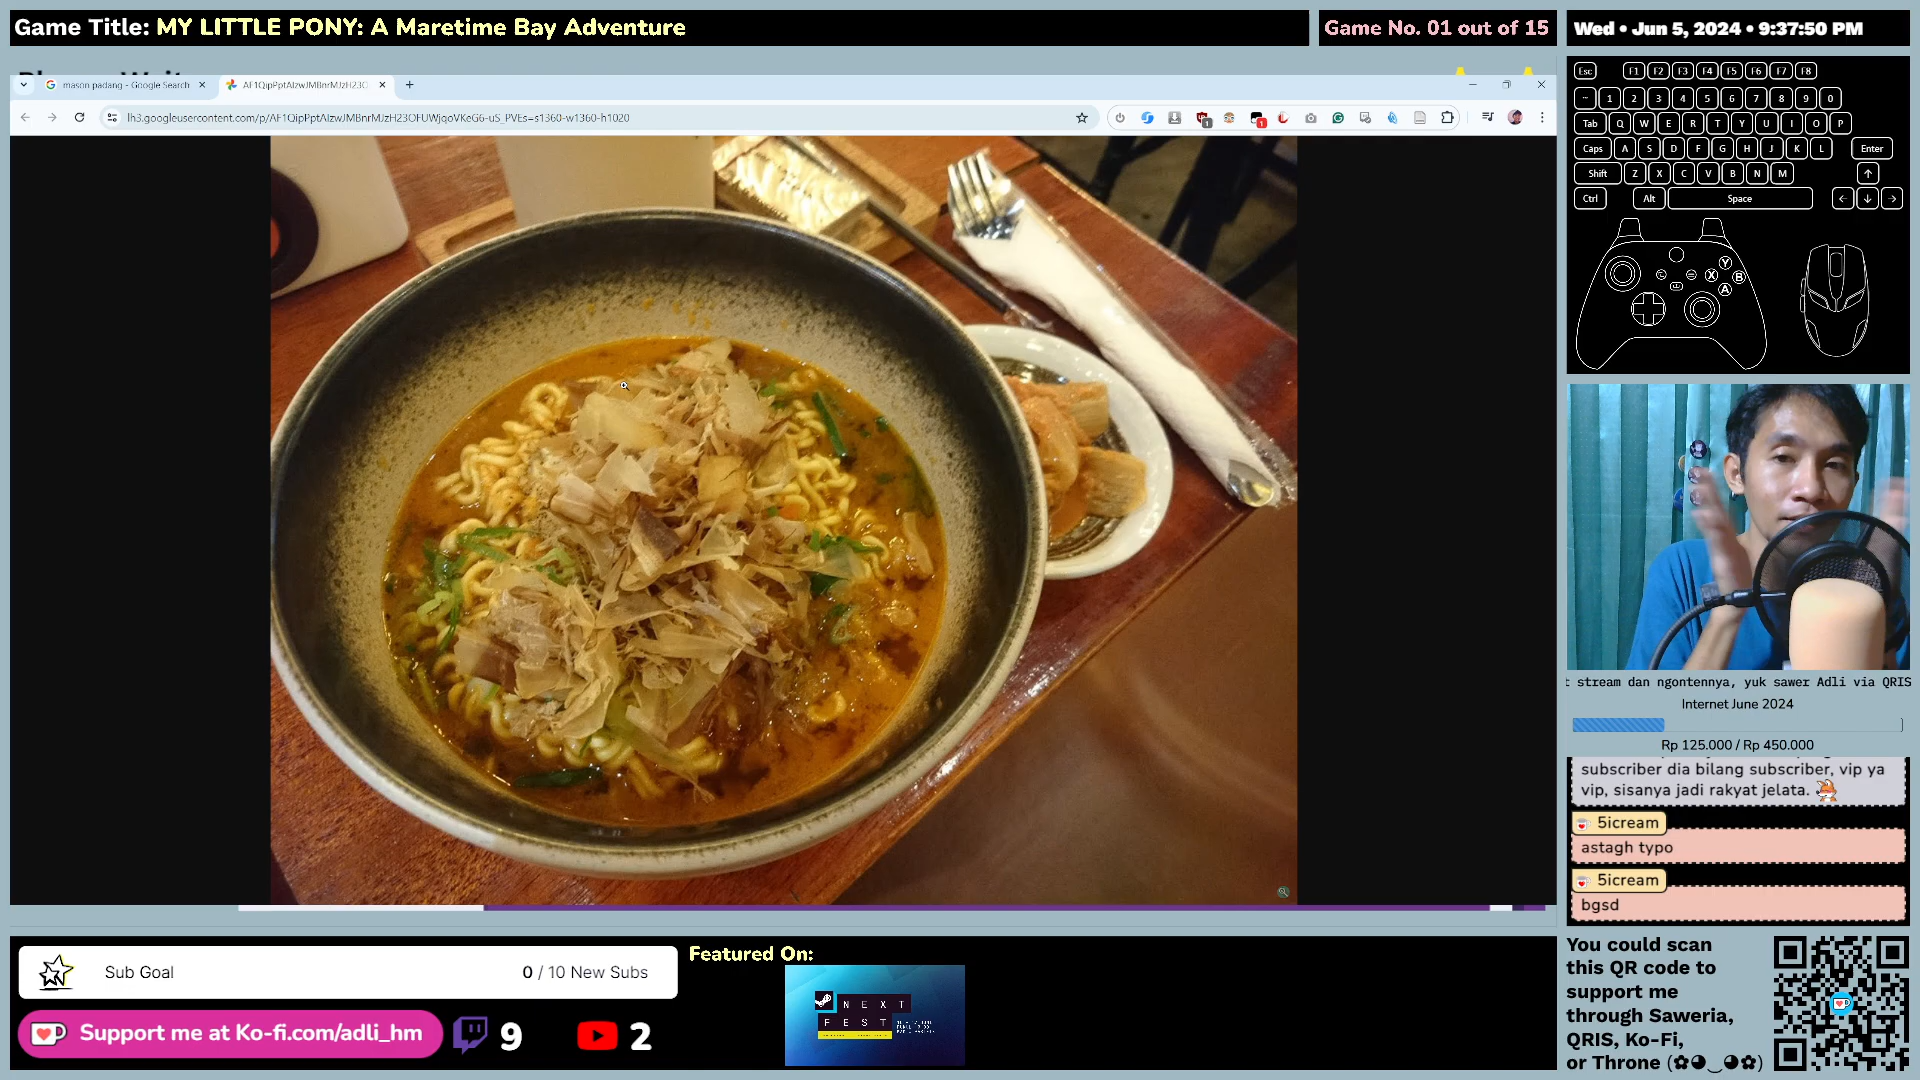 Game Title: MY LITTLE PONY: A Maretime Bay Adventure
Game No. 01 out of 15
Wed • Jun 5, 2024 • 9:37:50 PM
mason padang - Google Search
lh3.googleusercontent.com/p/AF1QipPptAlzwJMBnrMJzH23OFUWjqoVKeG6-uS_PVEs=s1360-w1360-h1020
Esc F1 F2 F3 F4 F5 F6 F7 F8
~ 1 2 3 4 5 6 7 8 9 0
Tab Q W E R T Y U I O P
Caps A S D F G H J K L Enter
Shift Z X C V B N M ↑
Ctrl Alt Space ← ↓ →
Y
X B
A
t stream dan ngontennya, yuk sawer Adli via QRIS
Internet June 2024
Rp 125.000 / Rp 450.000
subscriber dia bilang subscriber, vip ya
vip, sisanya jadi rakyat jelata.
5icream
astagh typo
5icream
bgsd
Sub Goal
0 / 10 New Subs
Support me at Ko-fi.com/adli_hm
9
2
Featured On:
NEXT
FEST
You could scan
this QR code to
support me
through Saweria,
QRIS, Ko-Fi,
or Throne (✿◕‿◕✿)